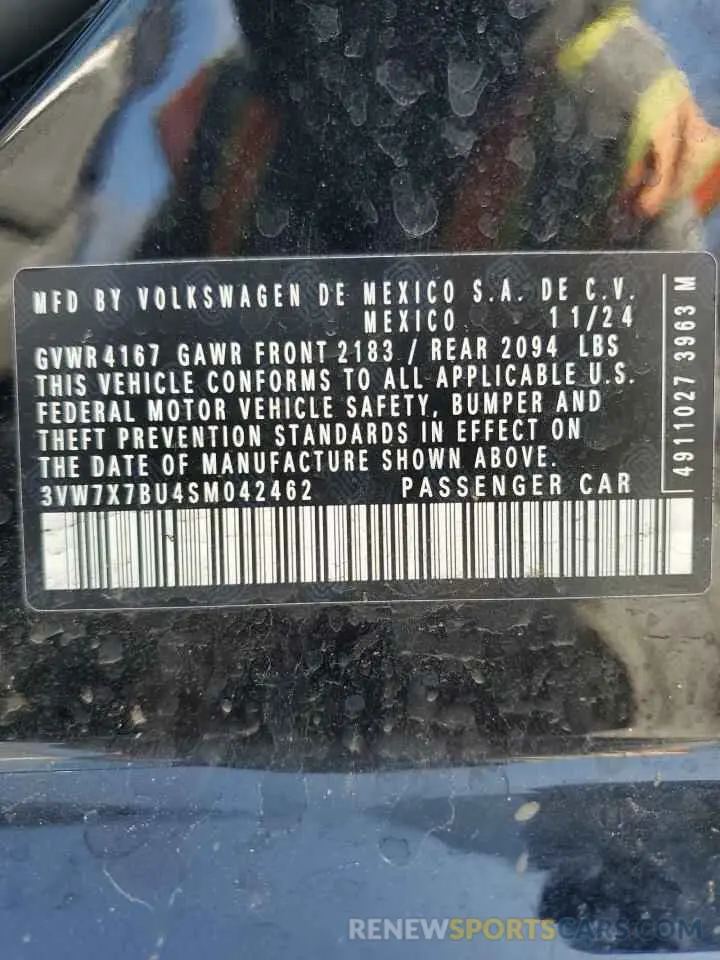 MFD BY VOLKSWAGEN DE MEXICO S.A. DE C.V.
MEXICO 11/24
GVWR 4167 GAWR FRONT 2183 / REAR 2094 LBS
THIS VEHICLE CONFORMS TO ALL APPLICABLE U.S.
FEDERAL MOTOR VEHICLE SAFETY, BUMPER AND
THEFT PREVENTION STANDARDS IN EFFECT ON
THE DATE OF MANUFACTURE SHOWN ABOVE.
3VW7X7BU4SM042462 PASSENGER CAR
4911027 3963 M
RENEWSPORTSCARS.COM